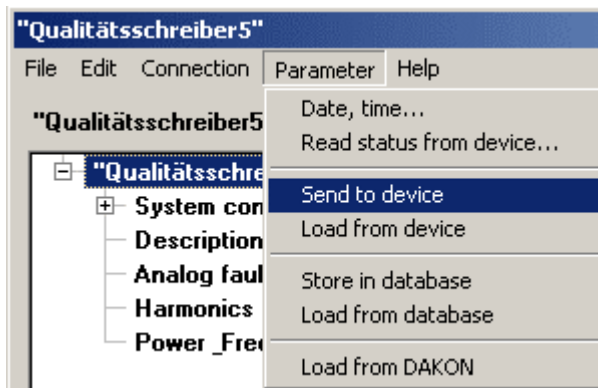 "Qualitätsschreiber5"
File Edit Connection Parameter Help
"Qualitätsschreiber5
Date, time...
Read status from device...
"Qualitätsschre
Send to device
System con
Load from device
Description
Analog faul
Store in database
Harmonics
Load from database
Power _Fre
Load from DAKON